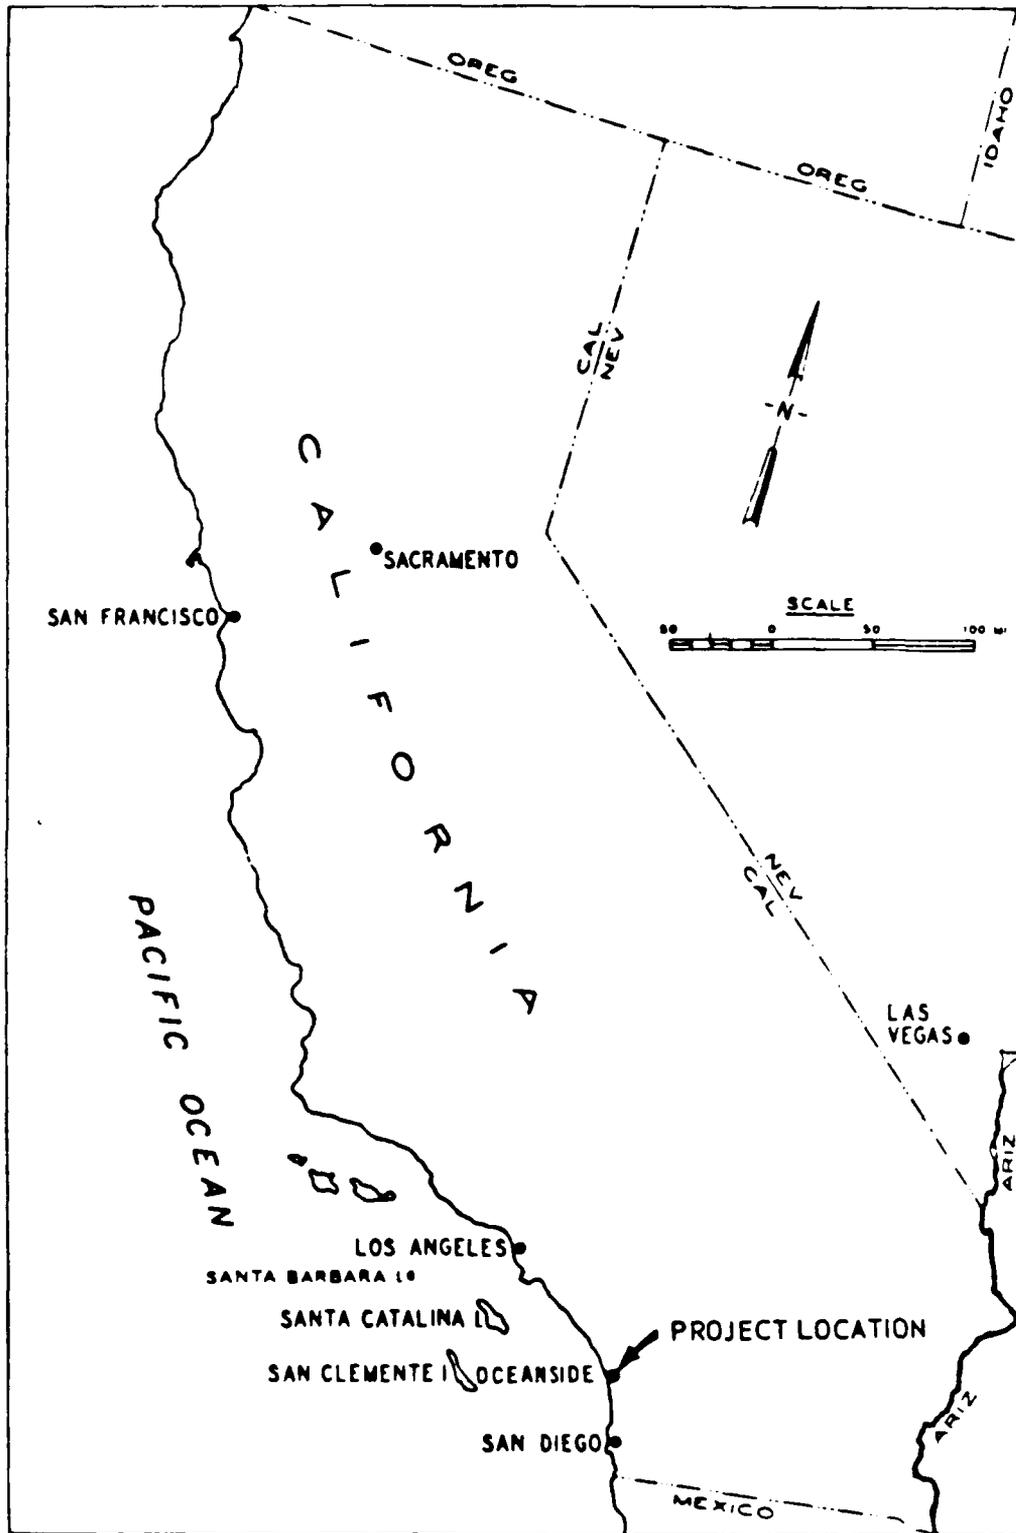 OREG
IDAHO
OREG
CAL
NEV
-N-
CALIFORNIA
SACRAMENTO
SAN FRANCISCO
SCALE
50 0 50 100 MI
NEV
CAL
PACIFIC OCEAN
LAS
VEGAS
ARIZ
LOS ANGELES
SANTA BARBARA I
SANTA CATALINA I
PROJECT LOCATION
SAN CLEMENTE I
OCEANSIDE
ARIZ
SAN DIEGO
MEXICO